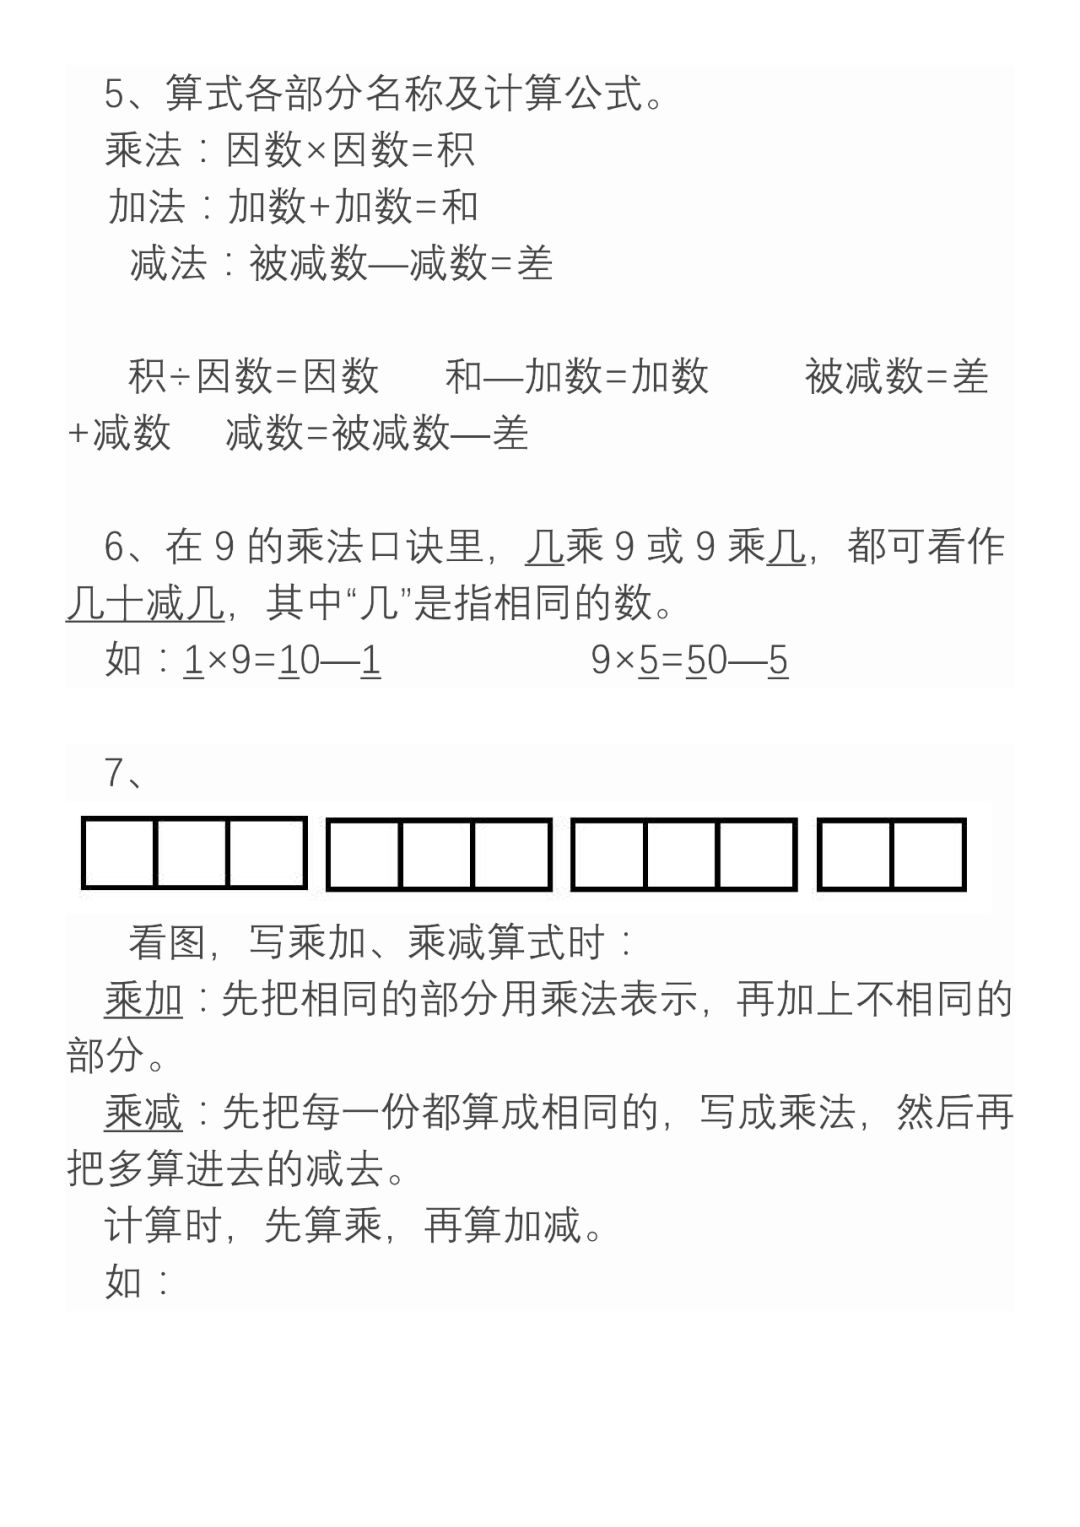 5、算式各部分名称及计算公式。
乘法：因数×因数=积
加法：加数+加数=和
减法：被减数—减数=差
积÷因数=因数 和—加数=加数 被减数=差
+减数 减数=被减数—差
6、在 9 的乘法口诀里，几乘 9 或 9 乘几，都可看作
几十减几，其中“几”是指相同的数。
如：1×9=10—1 9×5=50—5
7、
看图，写乘加、乘减算式时：
乘加：先把相同的部分用乘法表示，再加上不相同的
部分。
乘减：先把每一份都算成相同的，写成乘法，然后再
把多算进去的减去。
计算时，先算乘，再算加减。
如：